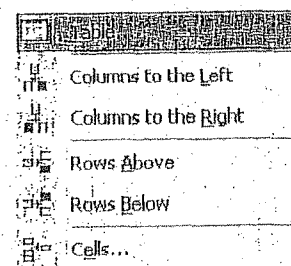 Table
Columns to the Left
Columns to the Right
Rows Above
Rows Below
Cells...